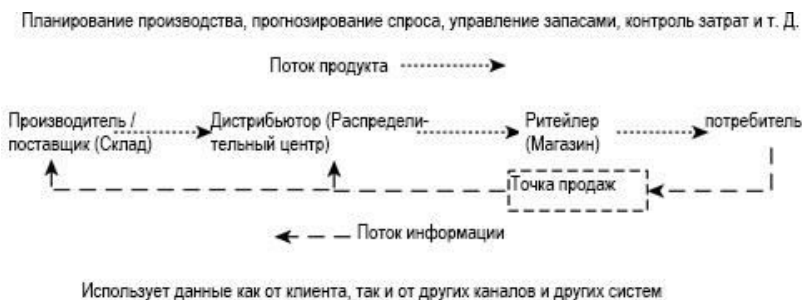 Планирование производства, прогнозирование спроса, управление запасами, контроль затрат и т. Д.
Поток продукта
Производитель /
поставщик (Склад)
Дистрибьютор (Распредели-
тельный центр)
Ритейлер
(Магазин)
потребитель
Точка продаж
Поток информации
Использует данные как от клиента, так и от других каналов и других систем